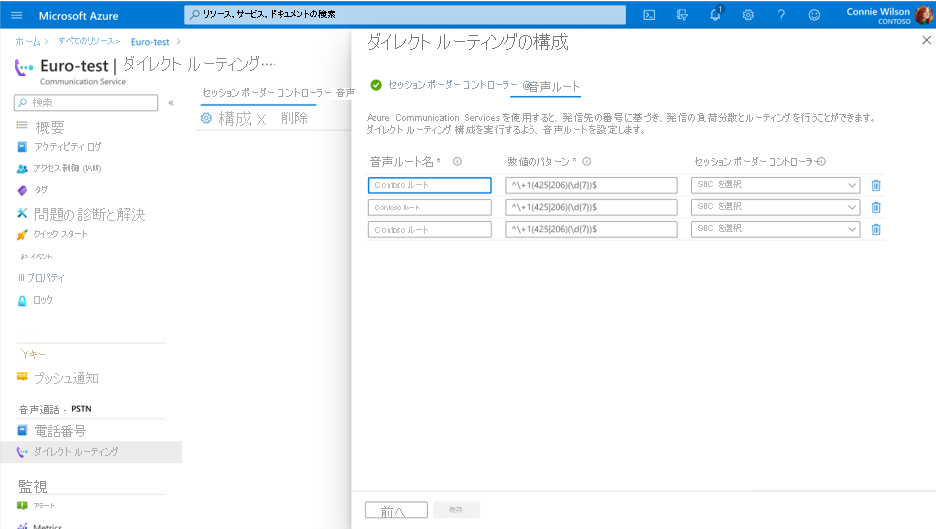 Microsoft Azure
リソース、サービス、ドキュメントの検索
1
Connie Wilson
CONTOSO
ホーム > すべてのリソース > Euro-test >
Euro-test | ダイレクト ルーティング…
Communication Service
検索
«
概要
アクティビティ ログ
アクセス制御 (IAM)
タグ
問題の診断と解決
クイック スタート
イベント
プロパティ
ロック
キー
プッシュ通知
音声通話 - PSTN
電話番号
ダイレクト ルーティング
監視
アラート
Metrics
セッション ボーダー コントローラー 音声
構成 × 削除
ダイレクト ルーティングの構成
セッション ボーダー コントローラー 音声ルート
Azure Communication Services を使用すると、発信先の番号に基づき、発信の負荷分散とルーティングを行うことができます。
ダイレクト ルーティング 構成を実行するよう、音声ルートを設定します。
音声ルート名 * 数値のパターン * セッション ボーダー コントローラー
Contoso ルート ^\+1(425|206)(\d{7})$ SBC を選択
Contoso ルート ^\+1(425|206)(\d{7})$ SBC を選択
Contoso ルート ^\+1(425|206)(\d{7})$ SBC を選択
前へ 保存